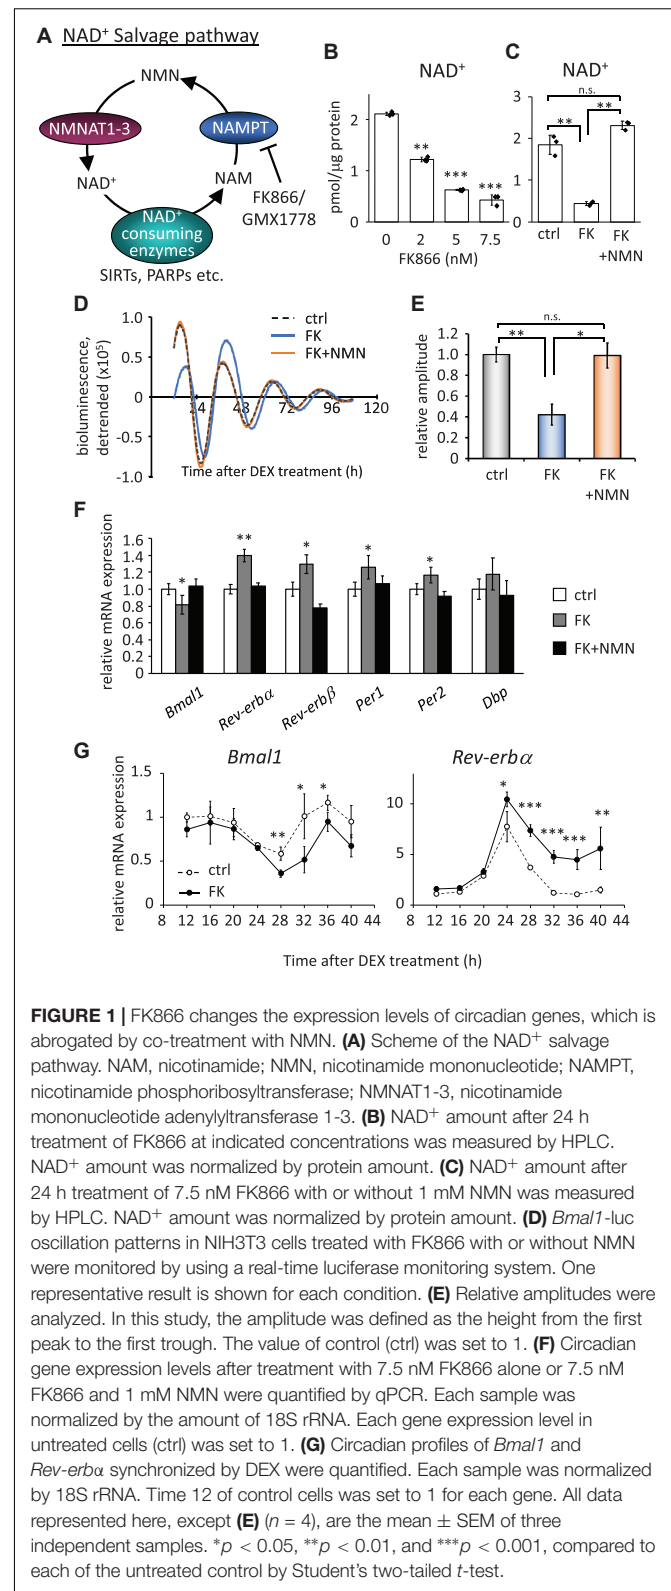 A NAD+ Salvage pathway
NMN
NMNAT1-3
NAMPT
NAD+
NAM
FK866/
GMX1778
NAD+
consuming
enzymes
SIRTs, PARPs etc.
B
NAD+
pmol/µg protein
2
1
0
**
***
***
0 2 5 7.5
FK866 (nM)
C
NAD+
n.s.
** **
3
2
1
0
ctrl FK FK
+NMN
D
bioluminescence,
detrended (x10⁵)
1.0
0.5
0
-0.5
-1.0
ctrl
FK
FK+NMN
24 48 72 96 120
Time after DEX treatment (h)
E
relative amplitude
n.s.
** *
1.2
1.0
0.8
0.6
0.4
0.2
0
ctrl FK FK
+NMN
F
relative mRNA expression
1.6
1.4
1.2
1.0
0.8
0.6
0.4
0.2
0
* ** * * *
Bmal1 Rev-erbα Rev-erbβ Per1 Per2 Dbp
ctrl
FK
FK+NMN
G
Bmal1 Rev-erbα
relative mRNA expression
1.5
1
0.5
0
** * *
ctrl
FK
8 12 16 20 24 28 32 36 40 44
10
5
0
* *** *** *** **
8 12 16 20 24 28 32 36 40 44
Time after DEX treatment (h)
FIGURE 1 | FK866 changes the expression levels of circadian genes, which is
abrogated by co-treatment with NMN. (A) Scheme of the NAD+ salvage
pathway. NAM, nicotinamide; NMN, nicotinamide mononucleotide; NAMPT,
nicotinamide phosphoribosyltransferase; NMNAT1-3, nicotinamide
mononucleotide adenylyltransferase 1-3. (B) NAD+ amount after 24 h
treatment of FK866 at indicated concentrations was measured by HPLC.
NAD+ amount was normalized by protein amount. (C) NAD+ amount after
24 h treatment of 7.5 nM FK866 with or without 1 mM NMN was measured
by HPLC. NAD+ amount was normalized by protein amount. (D) Bmal1-luc
oscillation patterns in NIH3T3 cells treated with FK866 with or without NMN
were monitored by using a real-time luciferase monitoring system. One
representative result is shown for each condition. (E) Relative amplitudes were
analyzed. In this study, the amplitude was defined as the height from the first
peak to the first trough. The value of control (ctrl) was set to 1. (F) Circadian
gene expression levels after treatment with 7.5 nM FK866 alone or 7.5 nM
FK866 and 1 mM NMN were quantified by qPCR. Each sample was
normalized by the amount of 18S rRNA. Each gene expression level in
untreated cells (ctrl) was set to 1. (G) Circadian profiles of Bmal1 and
Rev-erbα synchronized by DEX were quantified. Each sample was normalized
by 18S rRNA. Time 12 of control cells was set to 1 for each gene. All data
represented here, except (E) (n = 4), are the mean ± SEM of three
independent samples. *p < 0.05, **p < 0.01, and ***p < 0.001, compared to
each of the untreated control by Student's two-tailed t-test.